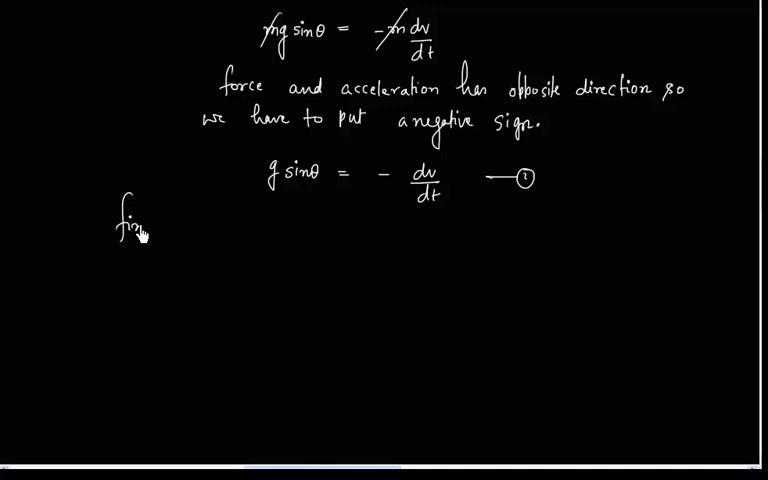 mg sinθ = -m dv/dt
force and acceleration has opposite direction so
we have to put a negative sign.
g sinθ = - dv/dt —②
fin